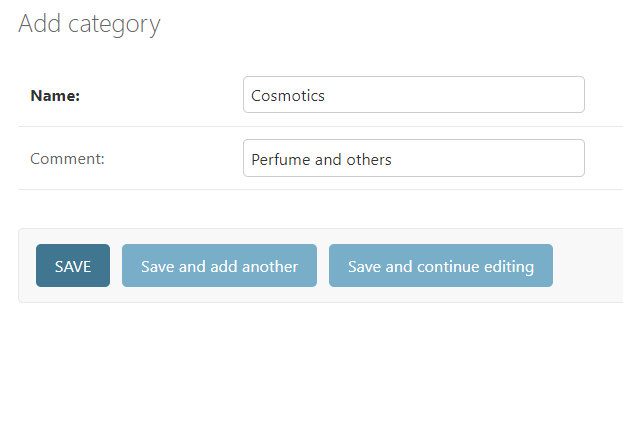 Add category
Name: Cosmotics
Comment: Perfume and others
SAVE Save and add another Save and continue editing